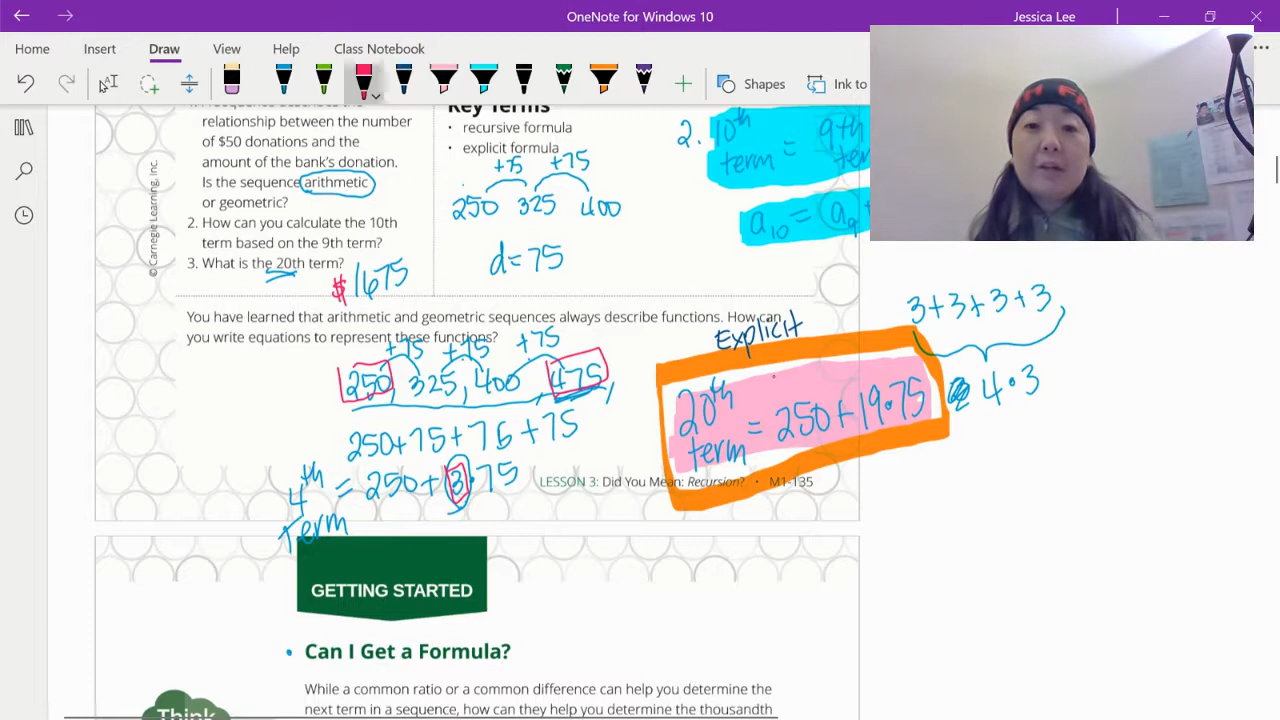 OneNote for Windows 10
Jessica Lee
Home Insert Draw View Help Class Notebook
Shapes
Ink to
relationship between the number
of $50 donations and the
amount of the bank's donation.
Is the sequence arithmetic
or geometric?
2. How can you calculate the 10th
term based on the 9th term?
3. What is the 20th term?
$1675
© Carnegie Learning, Inc.
Key Terms
• recursive formula
• explicit formula
+75 +75
250 325 400
d=75
2. 10th term = 9th
a10 = a9
You have learned that arithmetic and geometric sequences always describe functions. How can
you write equations to represent these functions?
+75 +75 +75
250, 325, 400, 475,
250+75+76+75
4th term = 250+3·75
Explicit
20th term = 250+19·75
3+3+3+3
4·3
LESSON 3: Did You Mean: Recursion? • M1-135
GETTING STARTED
• Can I Get a Formula?
While a common ratio or a common difference can help you determine the
next term in a sequence, how can they help you determine the thousandth
Think